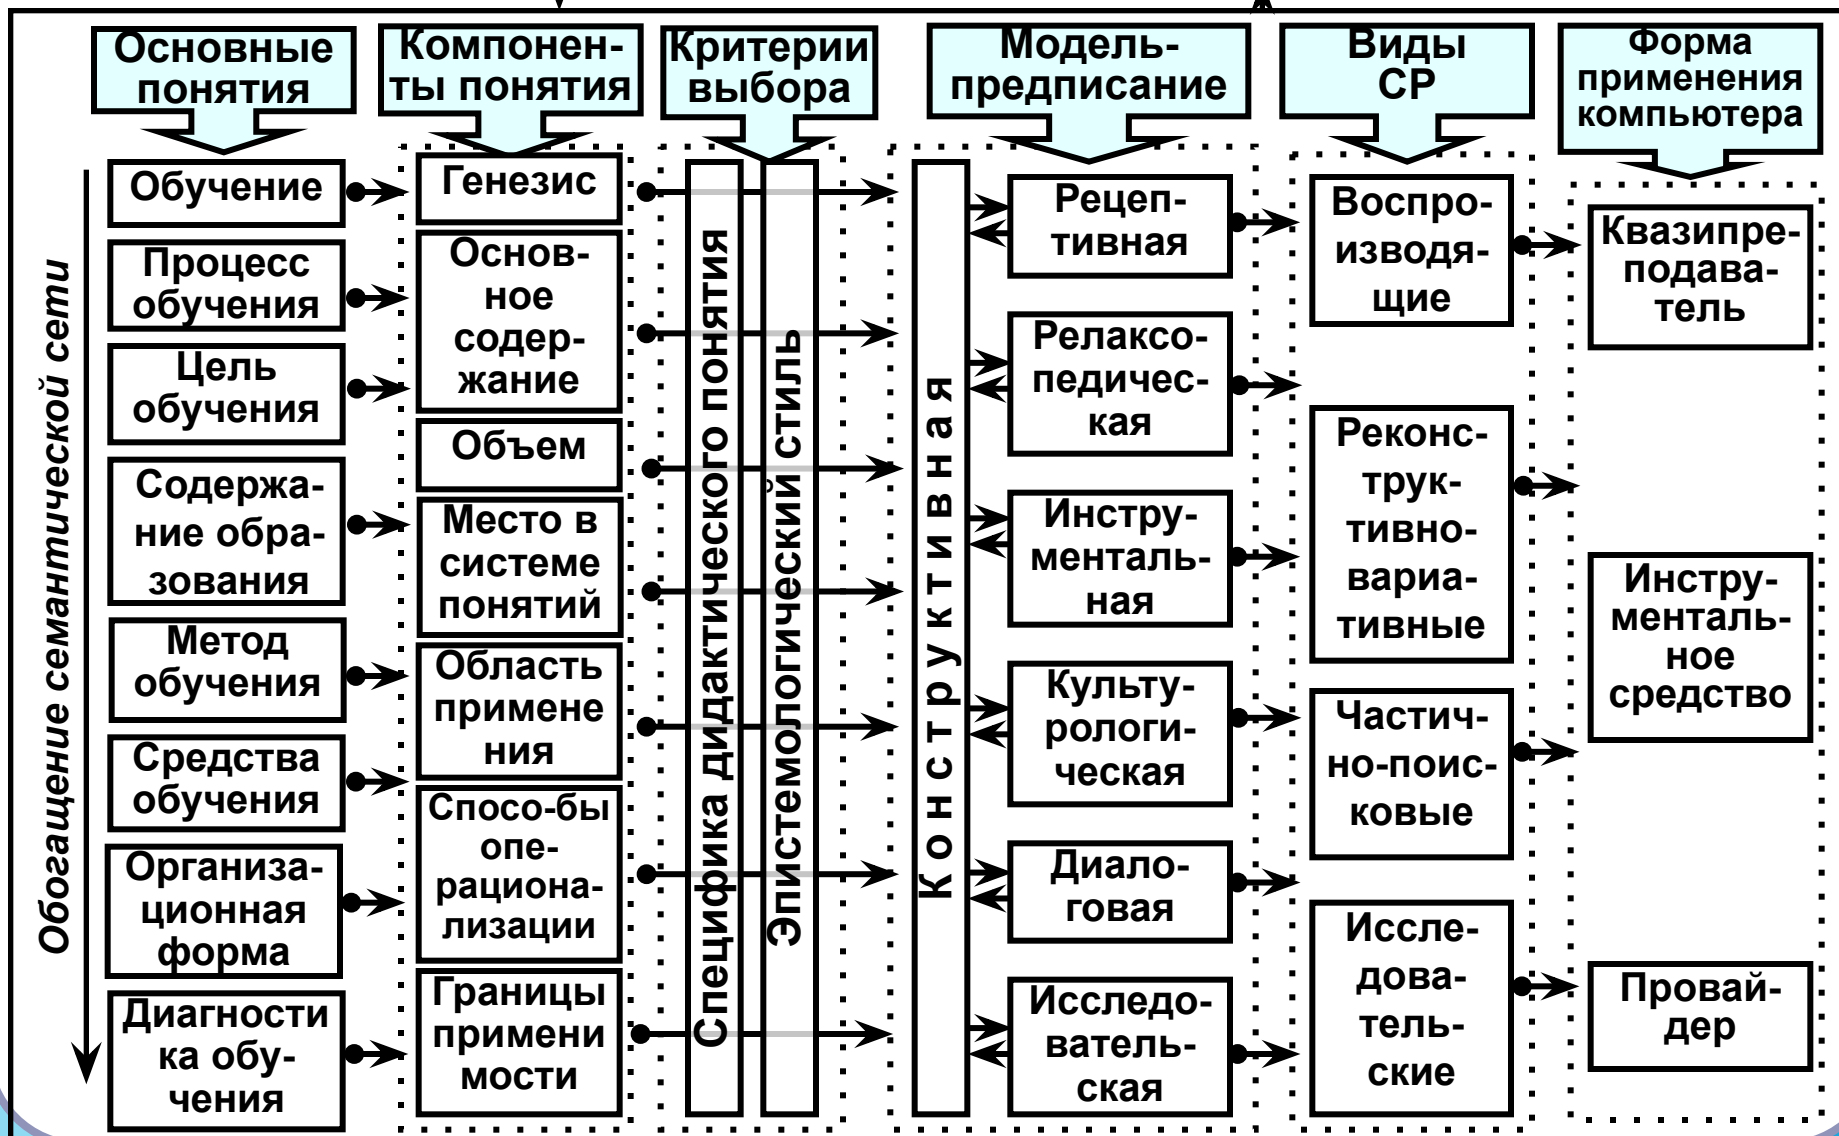 Основные
понятия
Компонен-
ты понятия
Критерии
выбора
Модель-
предписание
Виды
СР
Форма
применения
компьютера
Обогащение семантической сети
Обучение
Процесс
обучения
Цель
обучения
Содержа-
ние обра-
зования
Метод
обучения
Средства
обучения
Организа-
ционная
форма
Диагности
ка обу-
чения
Генезис
Основ-
ное
содер-
жание
Объем
Место в
системе
понятий
Область
примене
ния
Спосо-бы
опе-
рациона-
лизации
Границы
примени
мости
Специфика дидактического понятия
Эпистемологический стиль
Конструктивная
Рецеп-
тивная
Релаксо-
педичес-
кая
Инстру-
менталь-
ная
Культу-
рологи-
ческая
Диало-
говая
Исследо-
ватель-
ская
Воспро-
изводя-
щие
Реконс-
трук-
тивно-
вариа-
тивные
Частич-
но-поис-
ковые
Иссле-
дова-
тель-
ские
Квазипре-
подава-
тель
Инстру-
менталь-
ное
средство
Провай-
дер